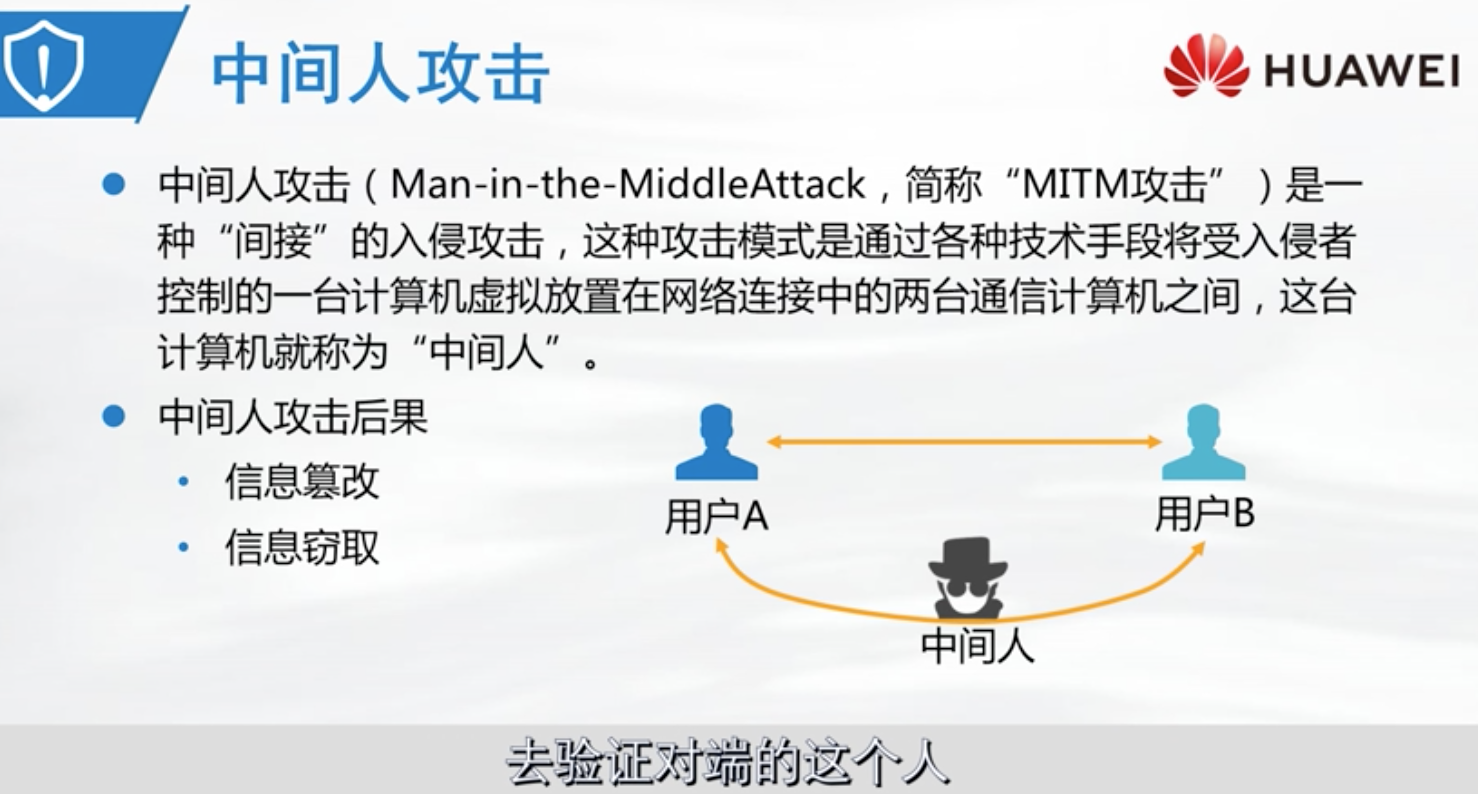 中间人攻击
HUAWEI
中间人攻击（Man-in-the-MiddleAttack，简称“MITM攻击”）是一
种“间接”的入侵攻击，这种攻击模式是通过各种技术手段将受入侵者
控制的一台计算机虚拟放置在网络连接中的两台通信计算机之间，这台
计算机就称为“中间人”。
中间人攻击后果
信息篡改
信息窃取
用户A
用户B
中间人
去验证对端的这个人